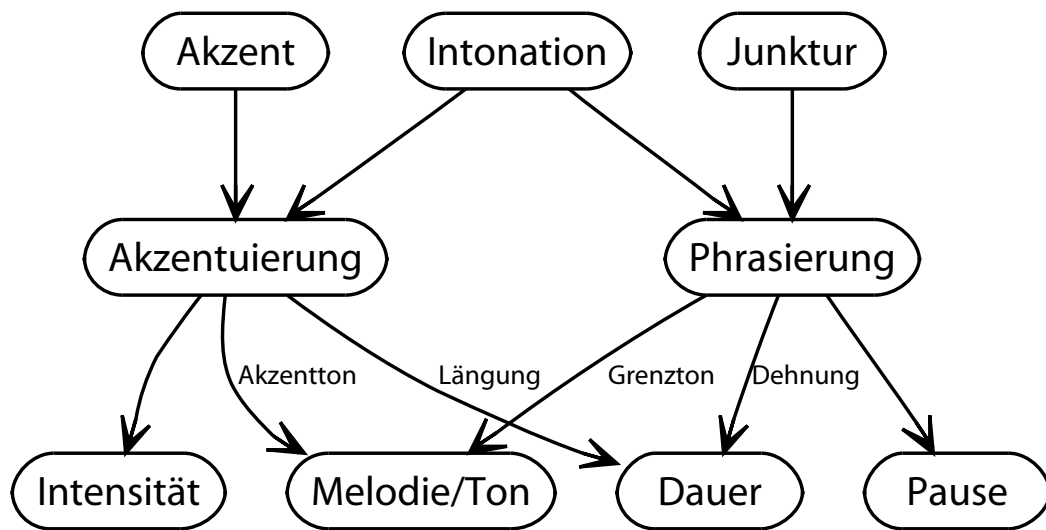 Akzent
Intonation
Junktur
Akzentuierung
Phrasierung
Akzentton
Längung
Grenzton
Dehnung
Intensität
Melodie/Ton
Dauer
Pause